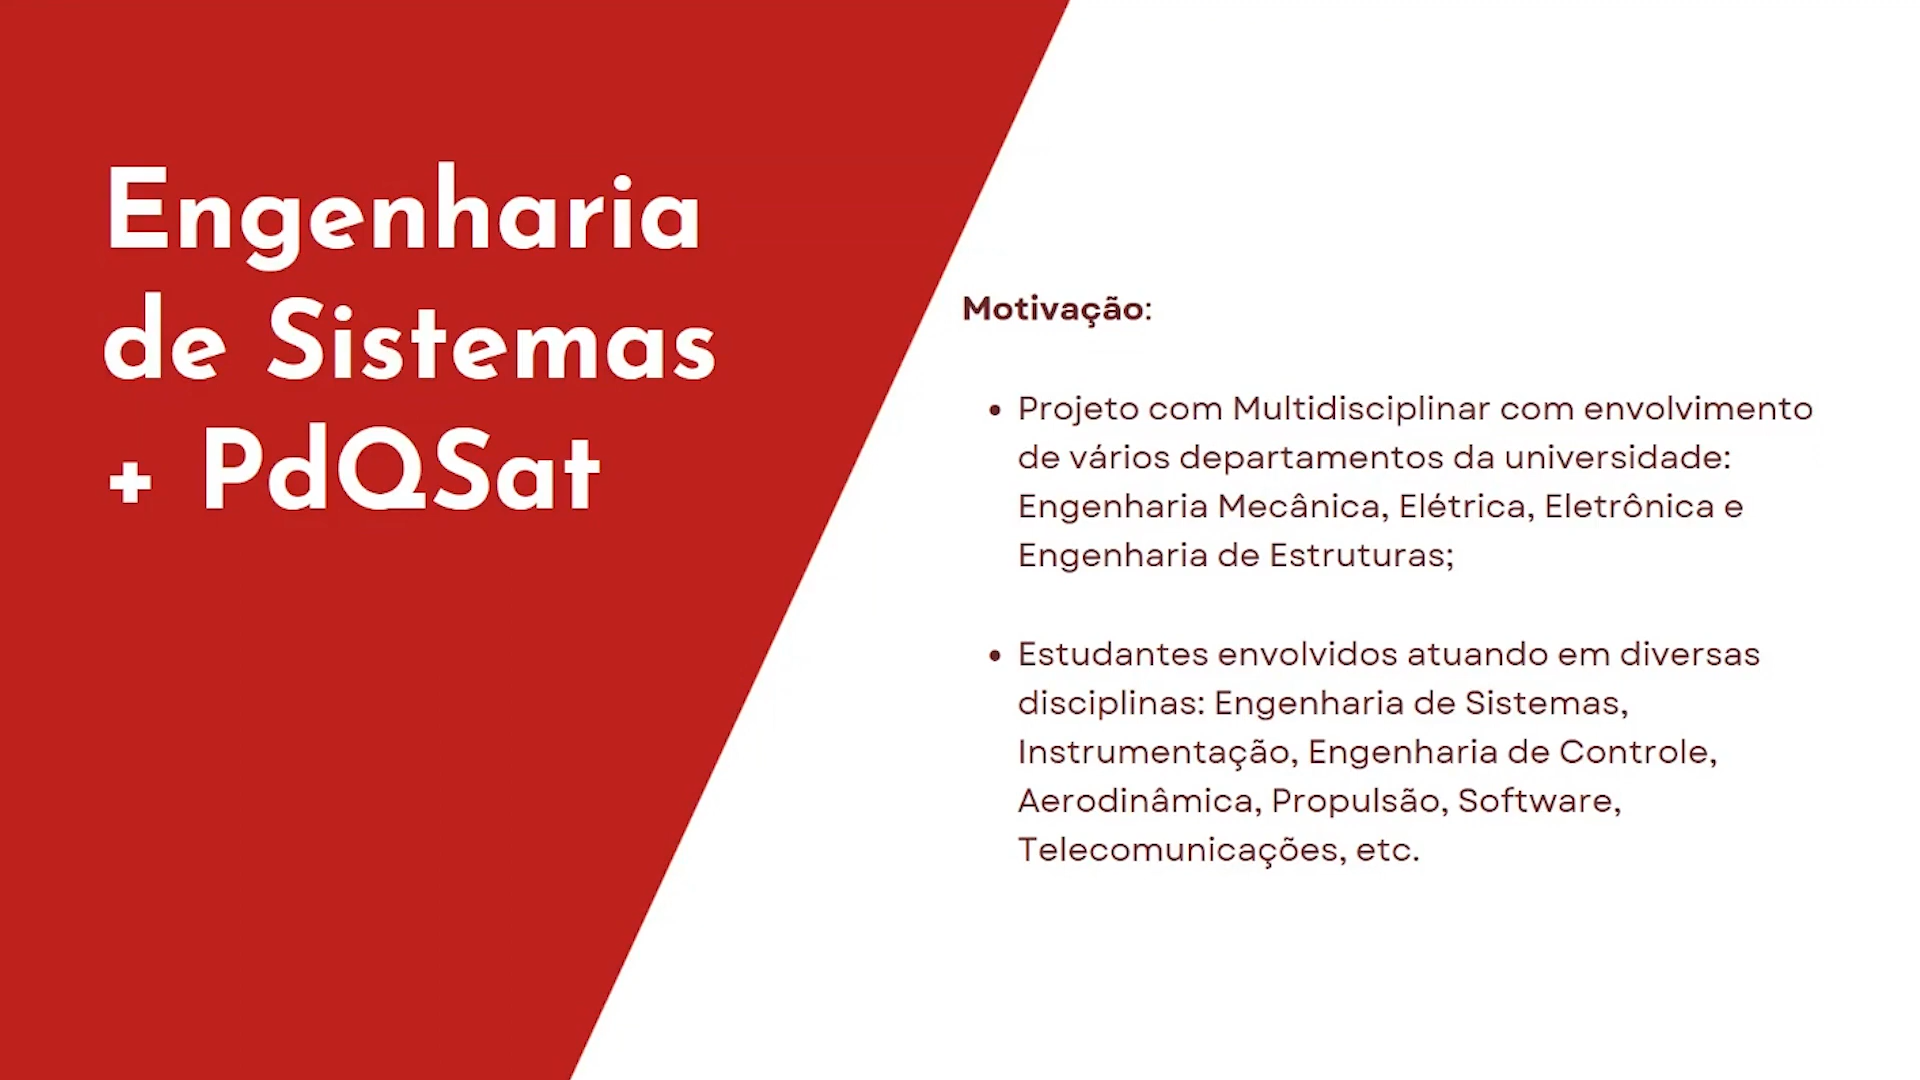 Engenharia
de Sistemas
+ PdQSat
Motivação:
• Projeto com Multidisciplinar com envolvimento
de vários departamentos da universidade:
Engenharia Mecânica, Elétrica, Eletrônica e
Engenharia de Estruturas;
• Estudantes envolvidos atuando em diversas
disciplinas: Engenharia de Sistemas,
Instrumentação, Engenharia de Controle,
Aerodinâmica, Propulsão, Software,
Telecomunicações, etc.